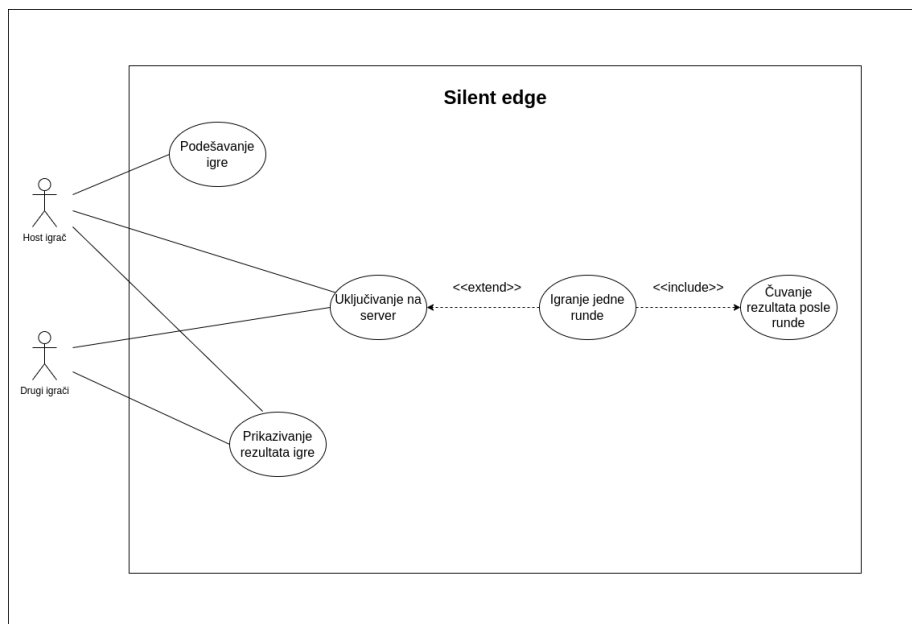 Silent edge
Podešavanje
igre
Host igrač
Uključivanje na
server
<<extend>>
Igranje jedne
runde
<<include>>
Čuvanje
rezultata posle
runde
Drugi igrači
Prikazivanje
rezultata igre